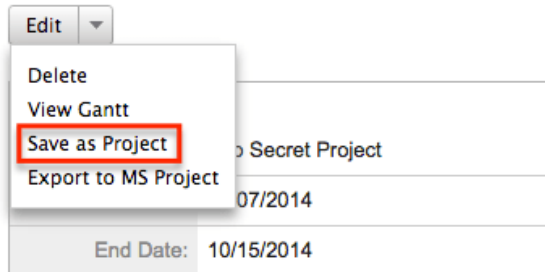 Edit
Delete
View Gantt
Save as Project
Secret Project
Export to MS Project
07/2014
End Date: 10/15/2014